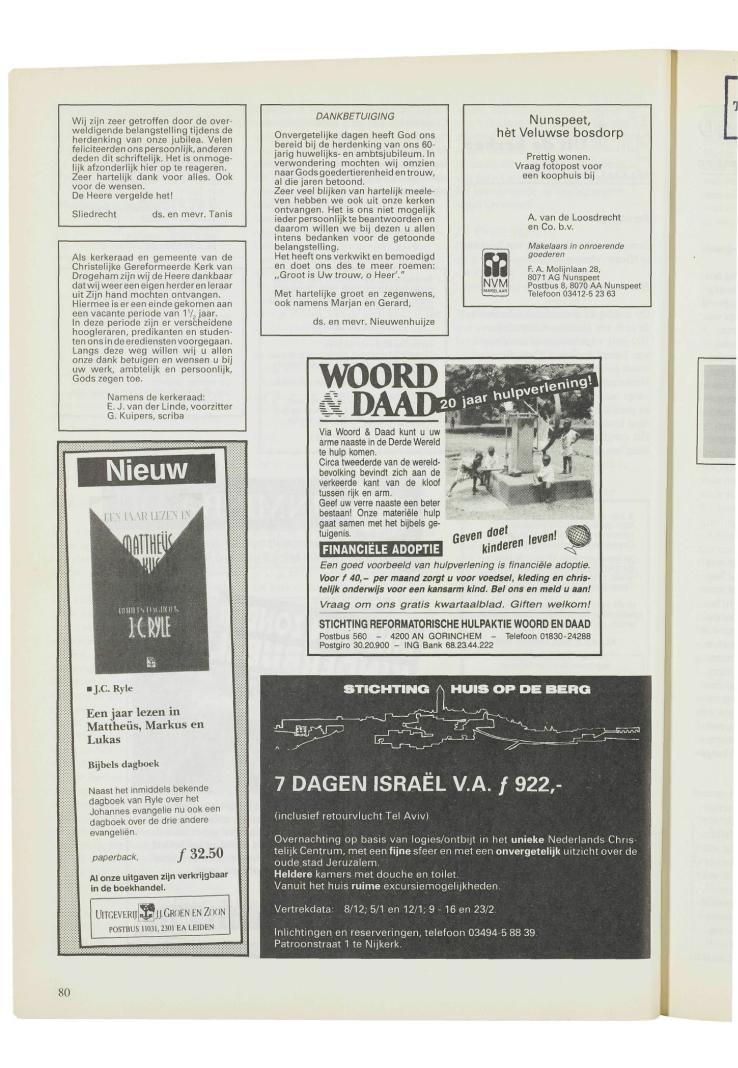 Wij zijn zeer getroffen door de over-
weldigende belangstelling tijdens de
herdenking van onze jubilea. Velen
feliciteerden ons persoonlijk, anderen
deden dit schriftelijk. Het is onmoge-
lijk afzonderlijk hier op te reageren.
Zeer hartelijk dank voor alles. Ook
voor de wensen.
De Heere vergelde het!
Sliedrecht ds. en mevr. Tanis
Als kerkeraad en gemeente van de
Christelijke Gereformeerde Kerk van
Drogeham zijn wij de Heere dankbaar
dat wij weer een eigen herder en leraar
uit Zijn hand mochten ontvangen.
Hiermee is er een einde gekomen aan
een vacante periode van 1½ jaar.
In deze periode zijn er verscheidene
hoogleraren, predikanten en studen-
ten ons in de erediensten voorgegaan.
Langs deze weg willen wij u allen
onze dank betuigen en wensen u bij
uw werk, ambtelijk en persoonlijk,
Gods zegen toe.
Namens de kerkeraad:
E. J. van der Linde, voorzitter
G. Kuipers, scriba
DANKBETUIGING
Onvergetelijke dagen heeft God ons
bereid bij de herdenking van ons 60-
jarig huwelijks- en ambtsjubileum. In
verwondering mochten wij omzien
naar Gods goedertierenheid en trouw,
al die jaren betoond.
Zeer veel blijken van hartelijk meele-
ven hebben we ook uit onze kerken
ontvangen. Het is ons niet mogelijk
ieder persoonlijk te beantwoorden en
daarom willen we bij dezen u allen
intens bedanken voor de getoonde
belangstelling.
Het heeft ons verkwikt en bemoedigd
en doet ons des te meer roemen:
,,Groot is Uw trouw, o Heer'."
Met hartelijke groet en zegenwens,
ook namens Marjan en Gerard,
ds. en mevr. Nieuwenhuijze
Nunspeet,
hèt Veluwse bosdorp
Prettig wonen.
Vraag fotopost voor
een koophuis bij
A. van de Loosdrecht
en Co. b.v.
Makelaars in onroerende
goederen
F. A. Molijnlaan 28,
8071 AG Nunspeet
Postbus 8, 8070 AA Nunspeet
Telefoon 03412-5 23 63
NVM
MAKELAAR
WOORD
& DAAD
20 jaar hulpverlening!
Via Woord & Daad kunt u uw
arme naaste in de Derde Wereld
te hulp komen.
Circa tweederde van de wereld-
bevolking bevindt zich aan de
verkeerde kant van de kloof
tussen rijk en arm.
Geef uw verre naaste een beter
bestaan! Onze materiële hulp
gaat samen met het bijbels ge-
tuigenis.
Geven doet
kinderen leven!
FINANCIËLE ADOPTIE
Een goed voorbeeld van hulpverlening is financiële adoptie.
Voor f 40,– per maand zorgt u voor voedsel, kleding en chris-
telijk onderwijs voor een kansarm kind. Bel ons en meld u aan!
Vraag om ons gratis kwartaalblad. Giften welkom!
STICHTING REFORMATORISCHE HULPAKTIE WOORD EN DAAD
Postbus 560 – 4200 AN GORINCHEM – Telefoon 01830-24288
Postgiro 30.20.900 – ING Bank 68.23.44.222
Nieuw
EEN JAAR LEZEN IN
MATTHEÜS
BIJBELS DAGBOEK
J.C. RYLE
■ J.C. Ryle
Een jaar lezen in
Mattheüs, Markus en
Lukas
Bijbels dagboek
Naast het inmiddels bekende
dagboek van Ryle over het
Johannes evangelie nu ook een
dagboek over de drie andere
evangeliën.
paperback, f 32.50
Al onze uitgaven zijn verkrijgbaar
in de boekhandel.
UITGEVERIJ J.J. GROEN EN ZOON
POSTBUS 11031, 2301 EA LEIDEN
STICHTING HUIS OP DE BERG
7 DAGEN ISRAËL V.A. f 922,-
(inclusief retourvlucht Tel Aviv)
Overnachting op basis van logies/ontbijt in het unieke Nederlands Chris-
telijk Centrum, met een fijne sfeer en met een onvergetelijk uitzicht over de
oude stad Jeruzalem.
Heldere kamers met douche en toilet.
Vanuit het huis ruime excursiemogelijkheden.
Vertrekdata: 8/12; 5/1 en 12/1; 9 - 16 en 23/2.
Inlichtingen en reserveringen, telefoon 03494-5 88 39.
Patroonstraat 1 te Nijkerk.
80